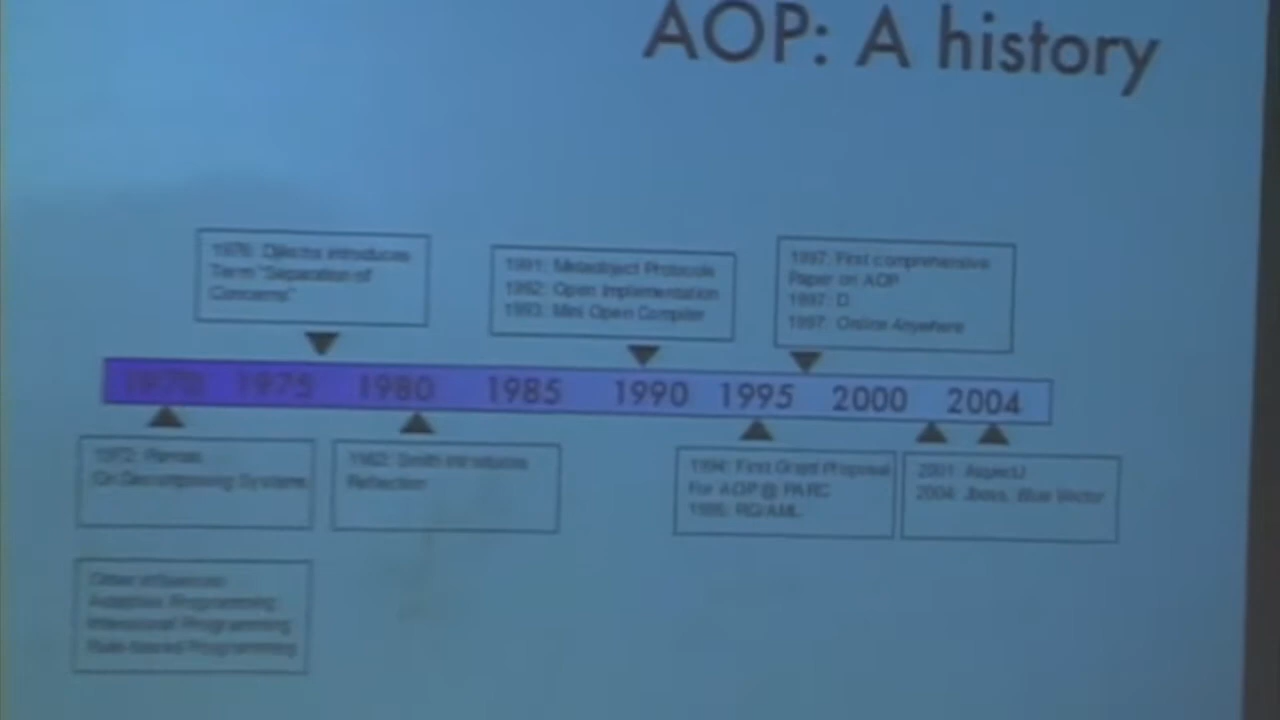 AOP: A history
1976: Dijkstra introduces
Term "Separation of
Concerns"
1991: Metaobject Protocols
1992: Open Implementation
1993: Mini Open Compiler
1997: First comprehensive
Paper on AOP
1997: D
1997: Online Anywhere
1970 1975 1980 1985 1990 1995 2000 2004
1972: Parnas
On Decomposing Systems
1982: Smith introduces
Reflection
1994: First Grant Proposal
For AOP @ PARC
1995: RG/AML
2001: AspectJ
2004: Jboss, Blue Vector
Other influences:
Adaptive Programming
Intensional Programming
Rule-based Programming